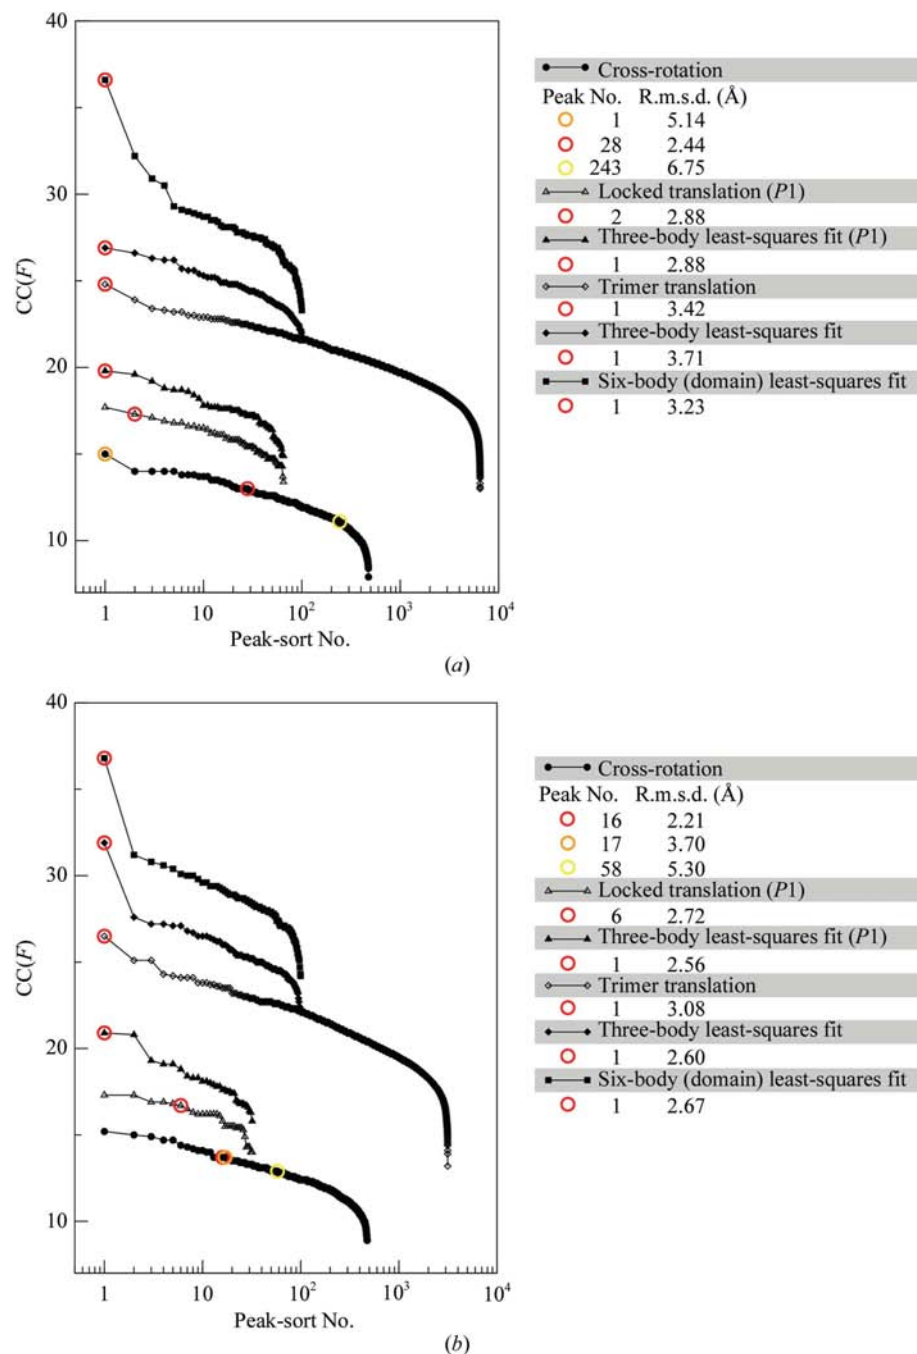 40
30
20
10
CC(F)
1
10
10²
10³
10⁴
Peak-sort No.
Cross-rotation
Peak No. R.m.s.d. (Å)
1 5.14
28 2.44
243 6.75
Locked translation (P1)
2 2.88
Three-body least-squares fit (P1)
1 2.88
Trimer translation
1 3.42
Three-body least-squares fit
1 3.71
Six-body (domain) least-squares fit
1 3.23
(a)
40
30
20
10
CC(F)
1
10
10²
10³
10⁴
Peak-sort No.
Cross-rotation
Peak No. R.m.s.d. (Å)
16 2.21
17 3.70
58 5.30
Locked translation (P1)
6 2.72
Three-body least-squares fit (P1)
1 2.56
Trimer translation
1 3.08
Three-body least-squares fit
1 2.60
Six-body (domain) least-squares fit
1 2.67
(b)